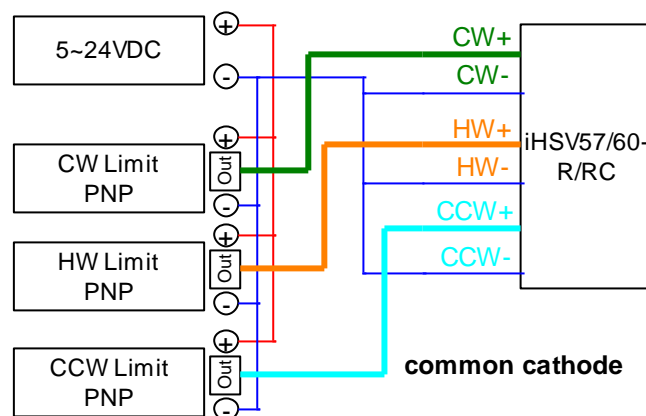 5~24VDC
+
-
CW+
CW-
+
CW Limit
PNP
Out
-
HW+
HW-
iHSV57/60-
R/RC
+
HW Limit
PNP
Out
-
CCW+
CCW-
+
CCW Limit
PNP
Out
-
common cathode